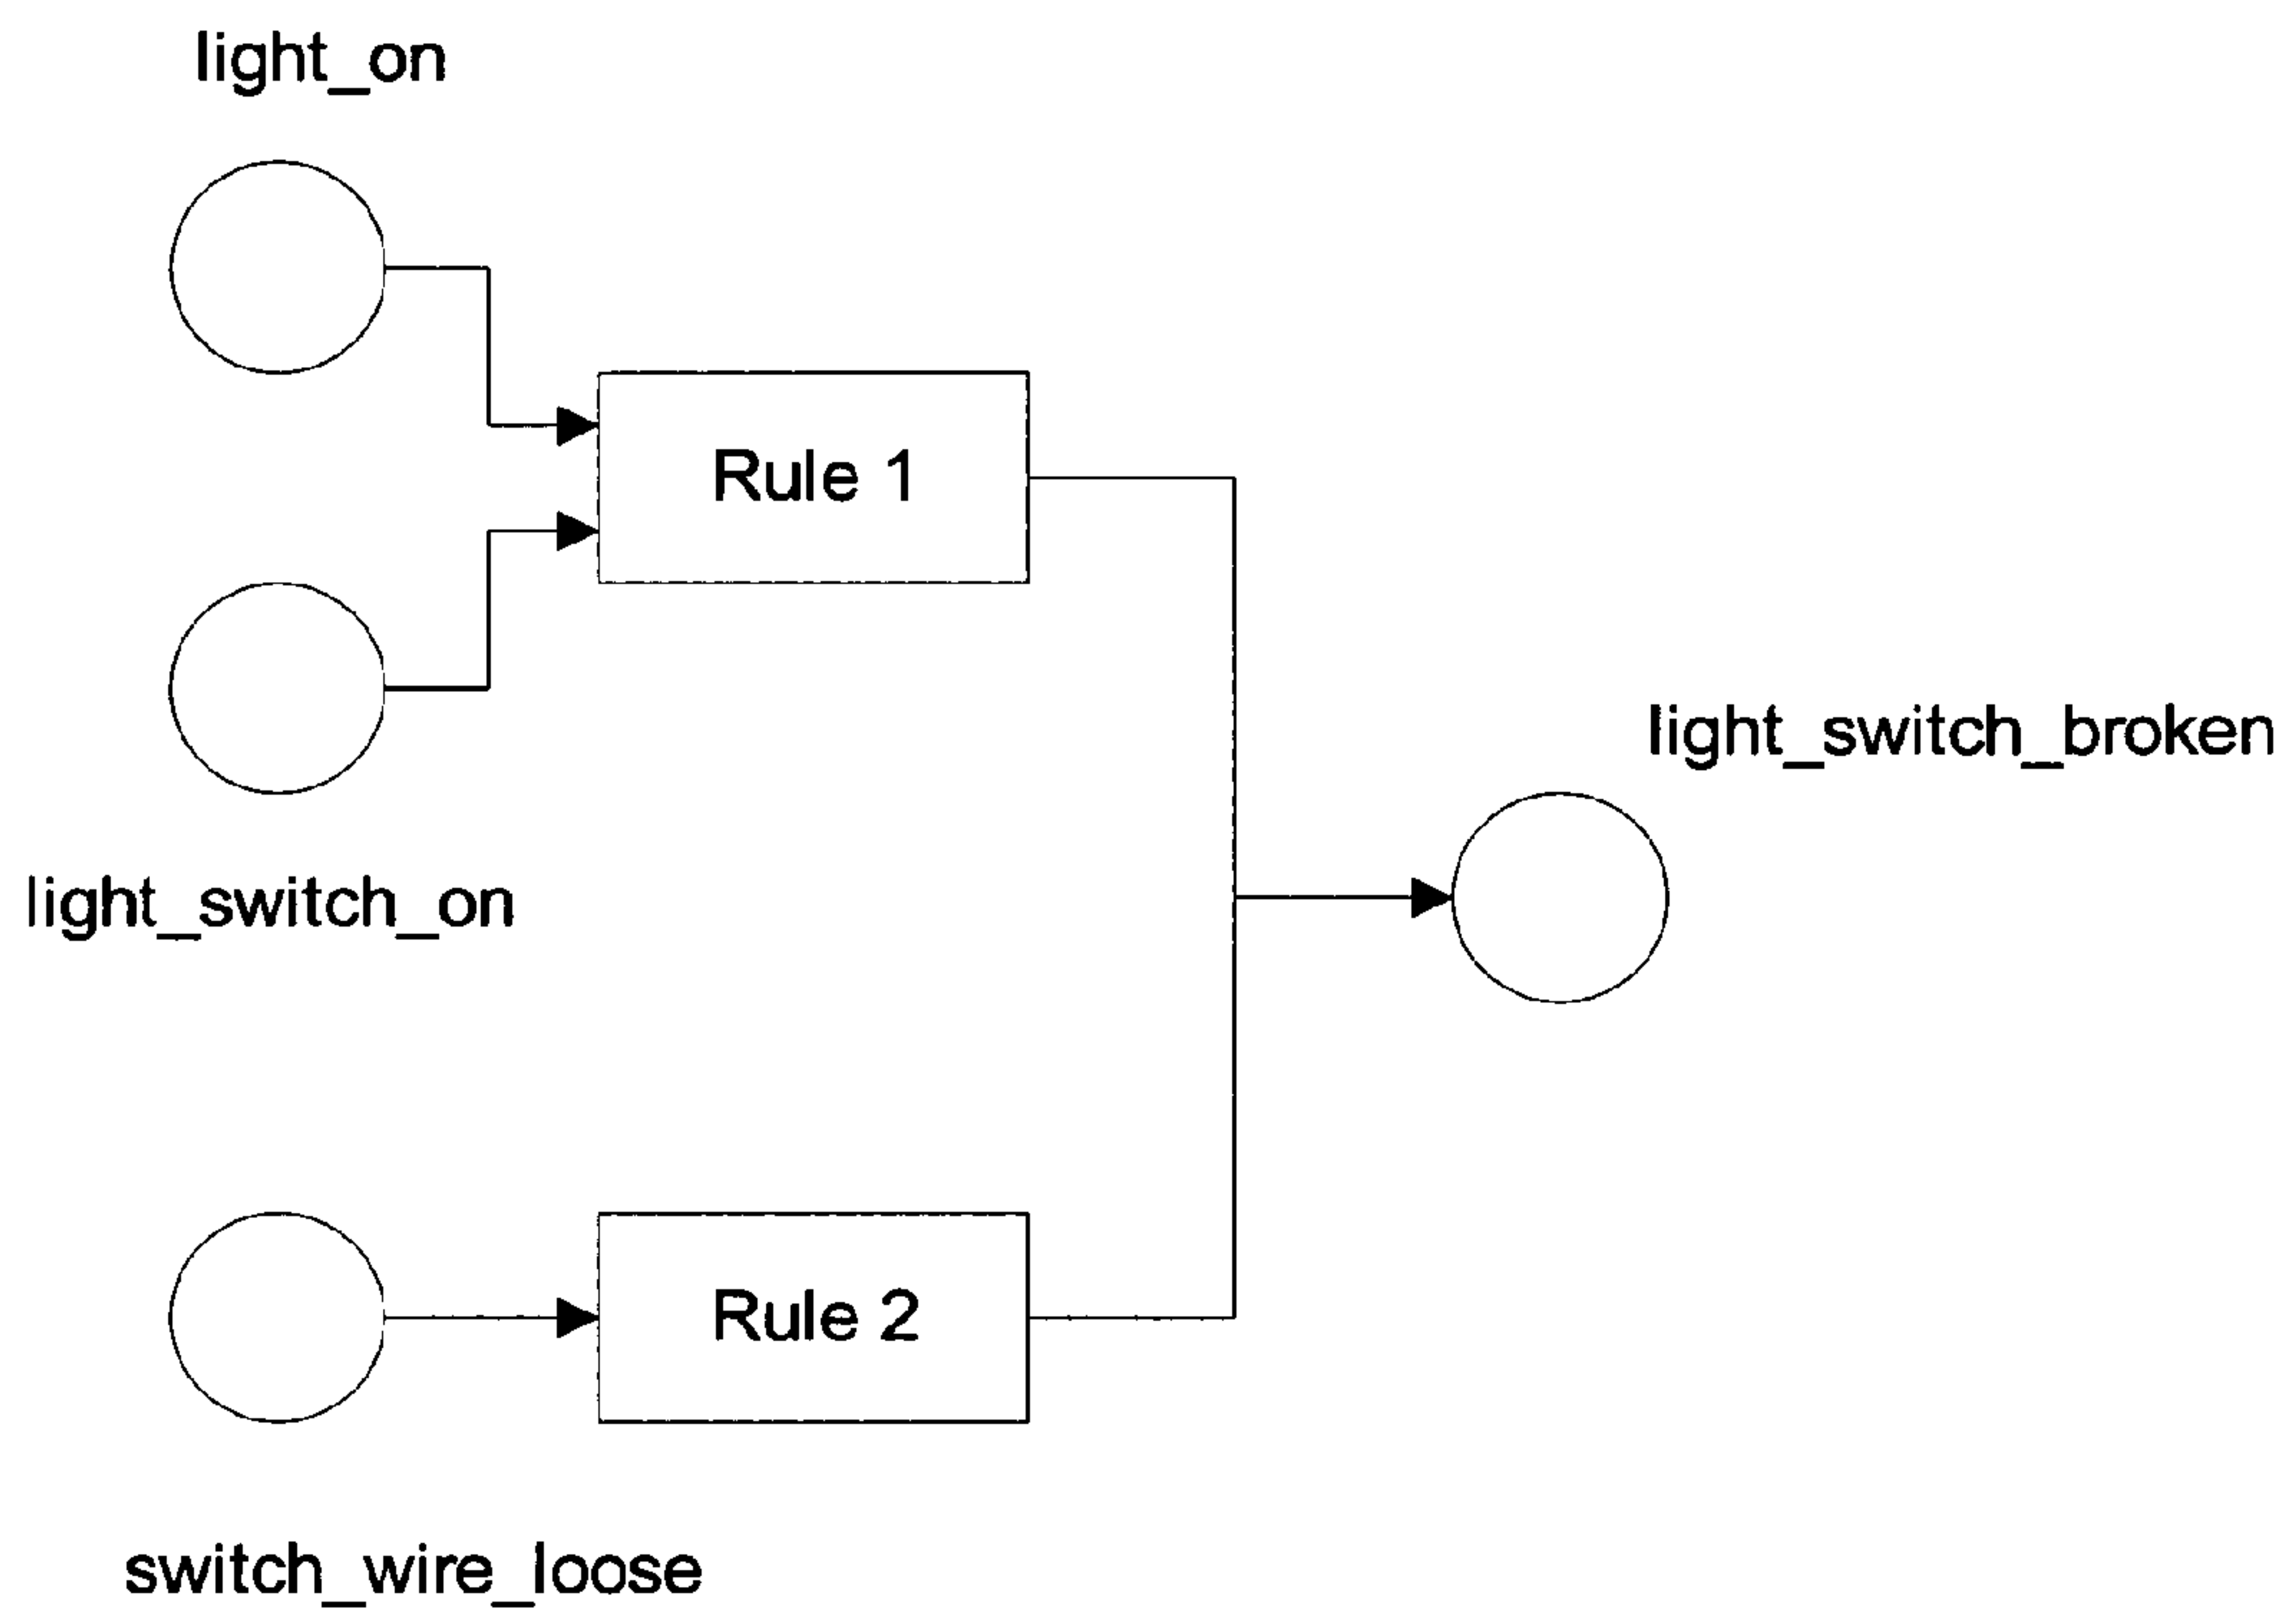 light_on
Rule 1
light_switch_broken
light_switch_on
Rule 2
switch_wire_loose